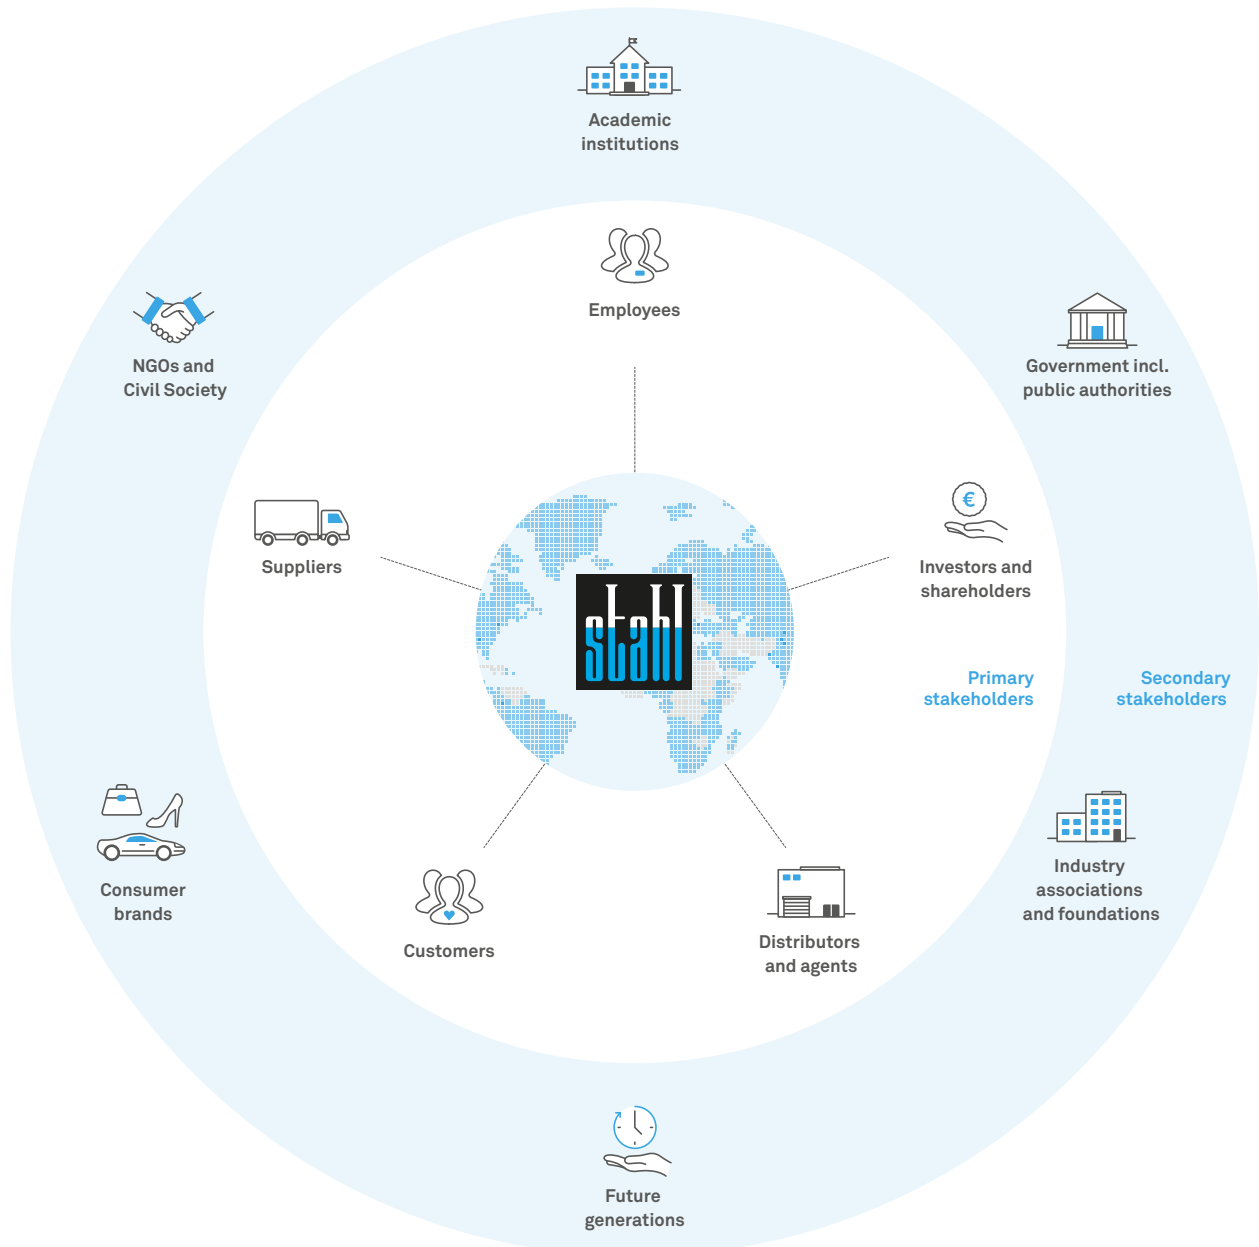 Academic
institutions
Employees
NGOs and
Civil Society
Government incl.
public authorities
€
Suppliers
Investors and
shareholders
stahl
Primary
stakeholders
Secondary
stakeholders
Consumer
brands
Industry
associations
and foundations
Customers
Distributors
and agents
Future
generations